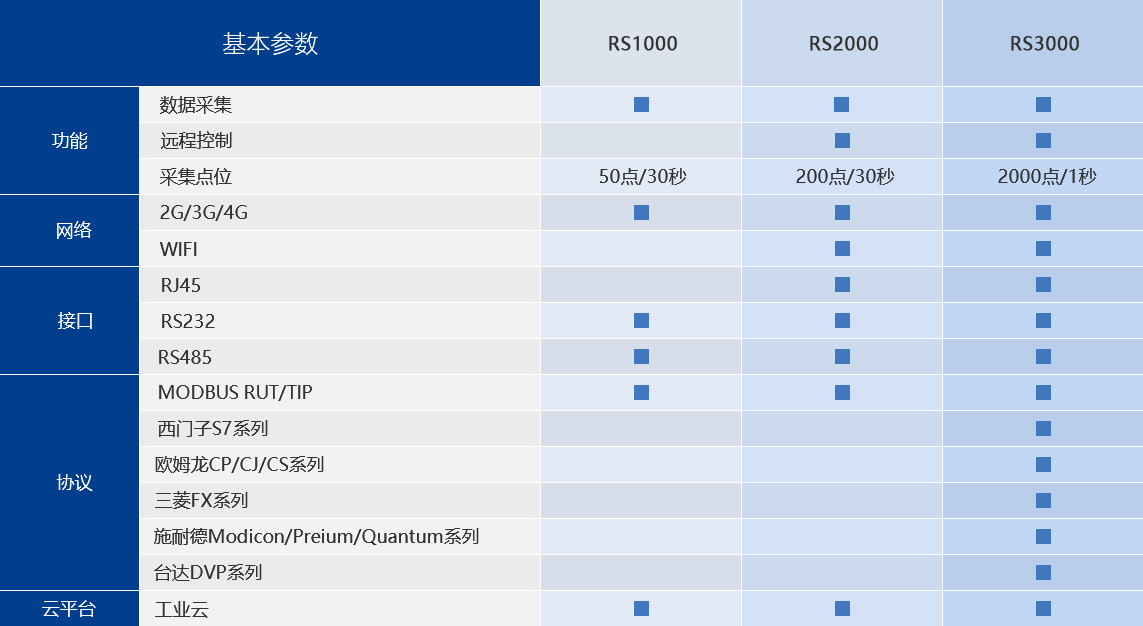 基本参数 RS1000 RS2000 RS3000
功能
数据采集 ■ ■ ■
远程控制 ■ ■
采集点位 50点/30秒 200点/30秒 2000点/1秒
网络
2G/3G/4G ■ ■ ■
WIFI ■ ■
接口
RJ45 ■ ■
RS232 ■ ■ ■
RS485 ■ ■ ■
协议
MODBUS RUT/TIP ■ ■ ■
西门子S7系列 ■
欧姆龙CP/CJ/CS系列 ■
三菱FX系列 ■
施耐德Modicon/Preium/Quantum系列 ■
台达DVP系列 ■
云平台
工业云 ■ ■ ■